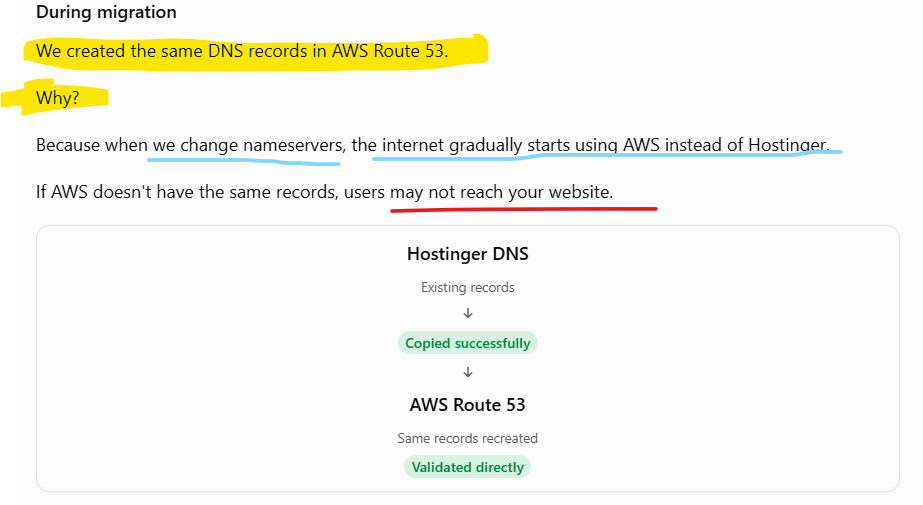 During migration
We created the same DNS records in AWS Route 53.
Why?
Because when we change nameservers, the internet gradually starts using AWS instead of Hostinger.
If AWS doesn't have the same records, users may not reach your website.
Hostinger DNS
Existing records
↓
Copied successfully
↓
AWS Route 53
Same records recreated
Validated directly